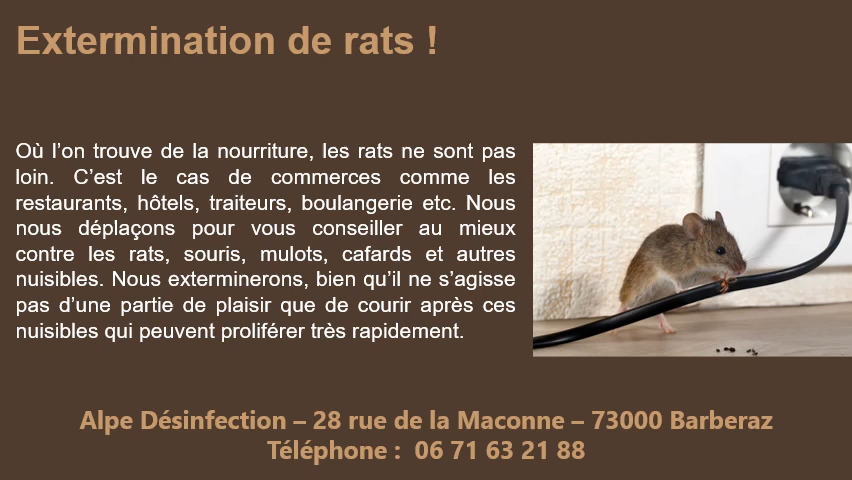 Extermination de rats !
Où l’on trouve de la nourriture, les rats ne sont pas
loin. C’est le cas de commerces comme les
restaurants, hôtels, traiteurs, boulangerie etc. Nous
nous déplaçons pour vous conseiller au mieux
contre les rats, souris, mulots, cafards et autres
nuisibles. Nous exterminerons, bien qu’il ne s’agisse
pas d’une partie de plaisir que de courir après ces
nuisibles qui peuvent proliférer très rapidement.
Alpe Désinfection – 28 rue de la Maconne – 73000 Barberaz
Téléphone : 06 71 63 21 88